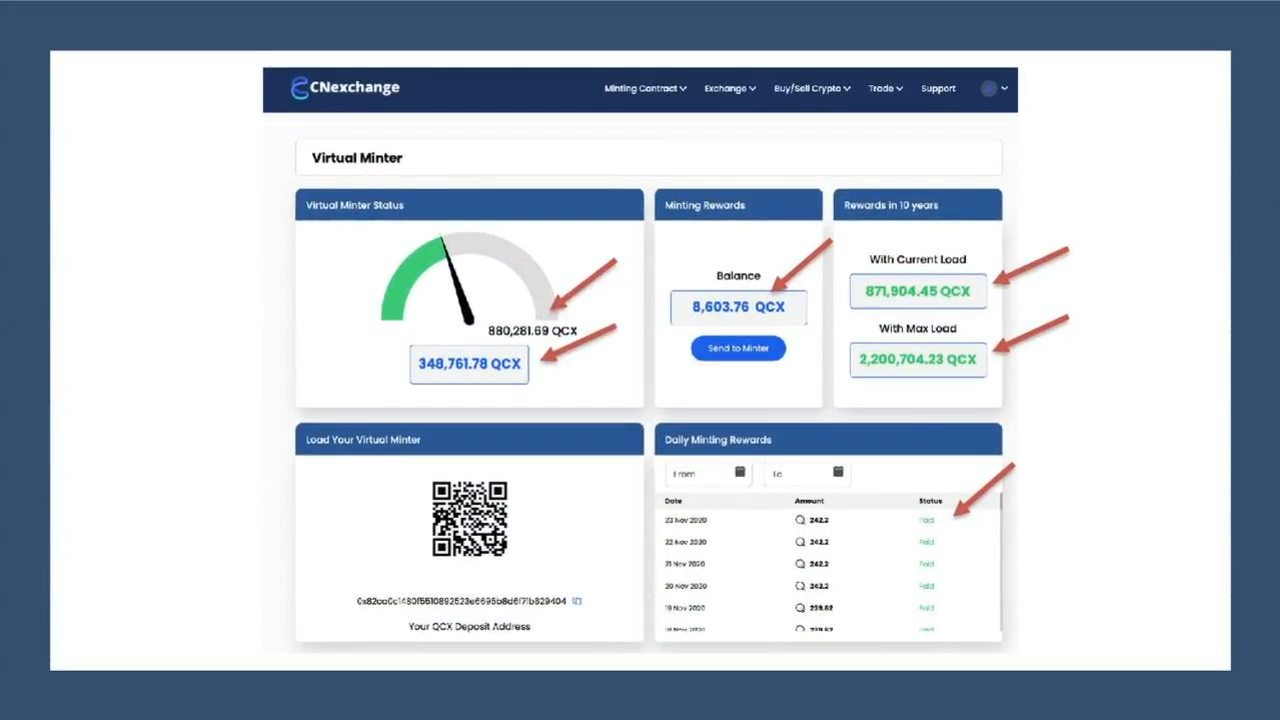 CNexchange
Minting Contract
Exchange
Buy/Sell Crypto
Trade
Support
Virtual Minter
Virtual Minter Status
880,281.69 QCX
348,761.78 QCX
Minting Rewards
Balance
8,603.76 QCX
Send to Minter
Rewards in 10 years
With Current Load
871,904.45 QCX
With Max Load
2,200,704.23 QCX
Load Your Virtual Minter
Your QCX Deposit Address
Daily Minting Rewards
From
To
Date Amount Status
23 Nov 2020 242.2 Paid
22 Nov 2020 242.2 Paid
21 Nov 2020 242.2 Paid
20 Nov 2020 242.2 Paid
19 Nov 2020 239.62 Paid